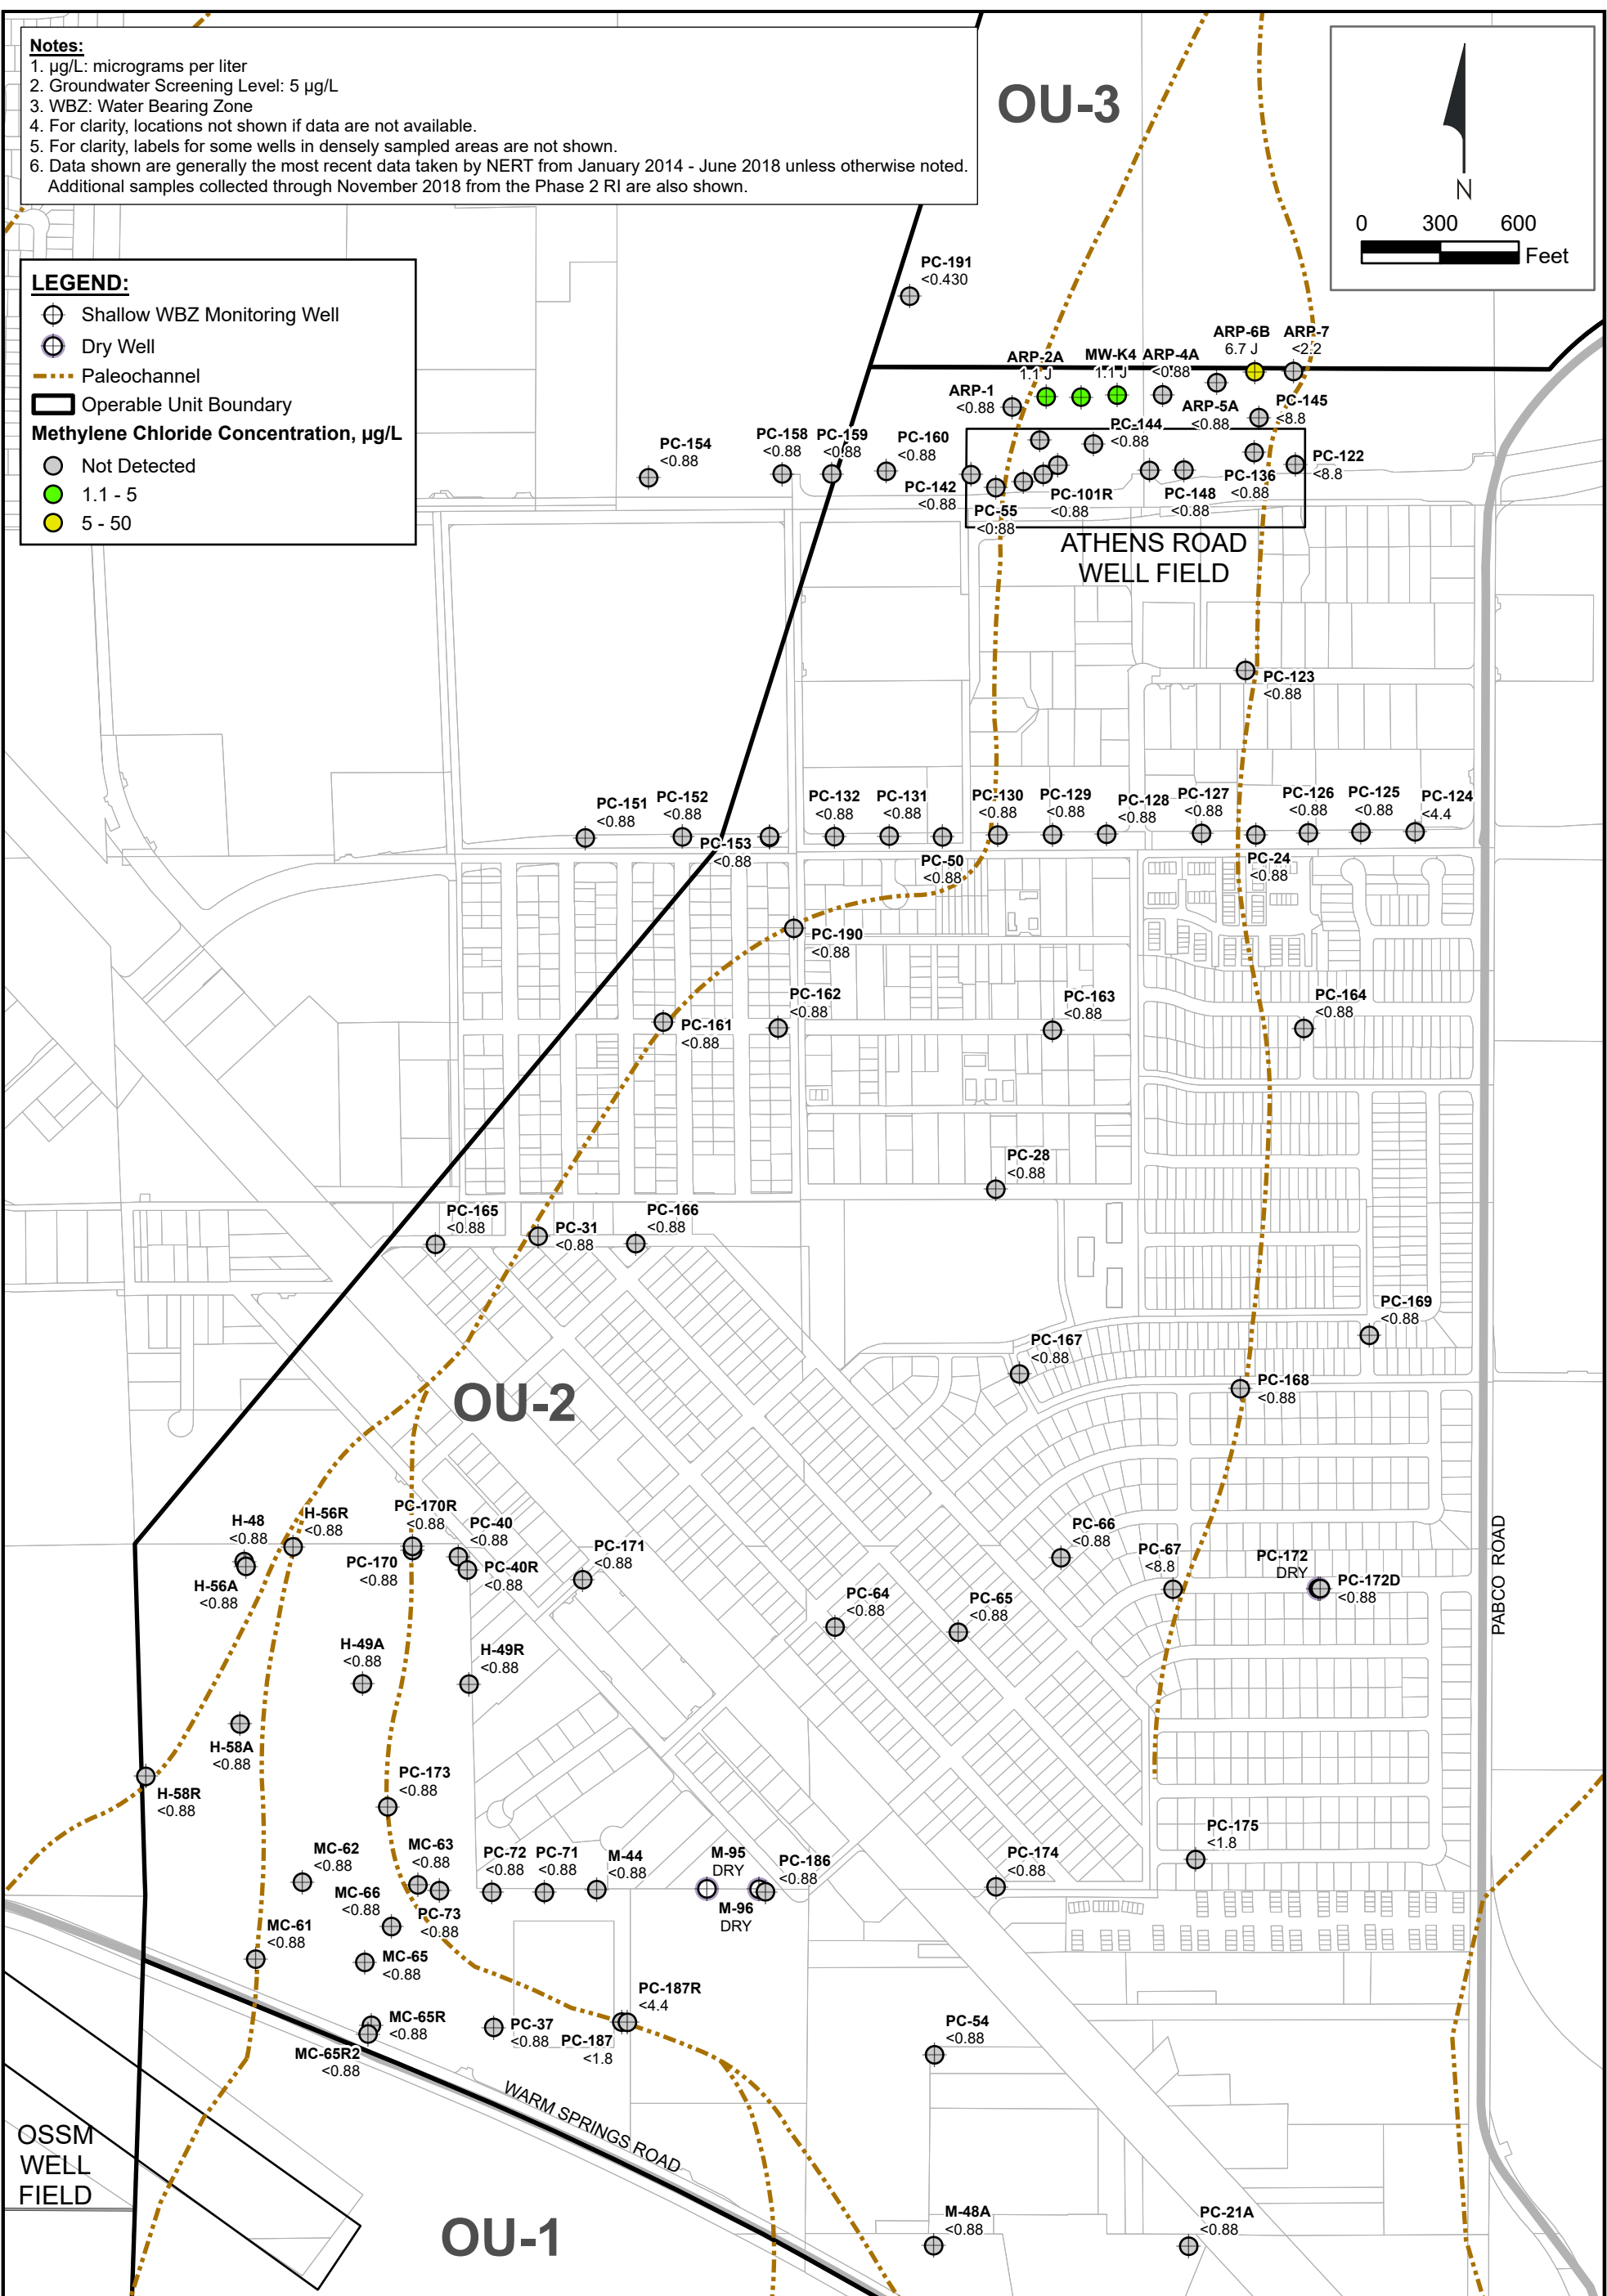 Notes:
1. µg/L: micrograms per liter
2. Groundwater Screening Level: 5 µg/L
3. WBZ: Water Bearing Zone
4. For clarity, locations not shown if data are not available.
5. For clarity, labels for some wells in densely sampled areas are not shown.
6. Data shown are generally the most recent data taken by NERT from January 2014 - June 2018 unless otherwise noted.
Additional samples collected through November 2018 from the Phase 2 RI are also shown.
OU-3
N
0 300 600
Feet
LEGEND:
Shallow WBZ Monitoring Well
Dry Well
Paleochannel
Operable Unit Boundary
Methylene Chloride Concentration, µg/L
Not Detected
1.1 - 5
5 - 50
PC-191
<0.430
ARP-6B
6.7 J
ARP-7
<2.2
ARP-2A
1.1 J
MW-K4
1.1 J
ARP-4A
<0.88
ARP-1
<0.88
ARP-5A
<0.88
PC-145
<8.8
PC-144
<0.88
PC-154
<0.88
PC-158
<0.88
PC-159
<0.88
PC-160
<0.88
PC-122
<8.8
PC-136
<0.88
PC-142
<0.88
PC-101R
<0.88
PC-148
<0.88
PC-55
<0.88
ATHENS ROAD
WELL FIELD
PC-123
<0.88
PC-151
<0.88
PC-152
<0.88
PC-153
<0.88
PC-132
<0.88
PC-131
<0.88
PC-130
<0.88
PC-129
<0.88
PC-128
<0.88
PC-127
<0.88
PC-126
<0.88
PC-125
<0.88
PC-124
<4.4
PC-50
<0.88
PC-24
<0.88
PC-190
<0.88
PC-162
<0.88
PC-163
<0.88
PC-164
<0.88
PC-161
<0.88
PC-28
<0.88
PC-165
<0.88
PC-31
<0.88
PC-166
<0.88
PC-169
<0.88
PC-167
<0.88
PC-168
<0.88
OU-2
H-48
<0.88
H-56R
<0.88
PC-170R
<0.88
PC-40
<0.88
PC-170
<0.88
PC-40R
<0.88
PC-171
<0.88
H-56A
<0.88
PC-66
<0.88
PC-67
<8.8
PC-172
DRY
PC-172D
<0.88
PABCO ROAD
PC-64
<0.88
PC-65
<0.88
H-49A
<0.88
H-49R
<0.88
H-58A
<0.88
H-58R
<0.88
PC-173
<0.88
PC-175
<1.8
MC-62
<0.88
MC-63
<0.88
PC-72
<0.88
PC-71
<0.88
M-44
<0.88
M-95
DRY
PC-186
<0.88
PC-174
<0.88
MC-66
<0.88
PC-73
<0.88
M-96
DRY
MC-61
<0.88
MC-65
<0.88
PC-187R
<4.4
MC-65R
<0.88
PC-37
<0.88
PC-187
<1.8
PC-54
<0.88
MC-65R2
<0.88
WARM SPRINGS ROAD
OSSM
WELL
FIELD
M-48A
<0.88
PC-21A
<0.88
OU-1